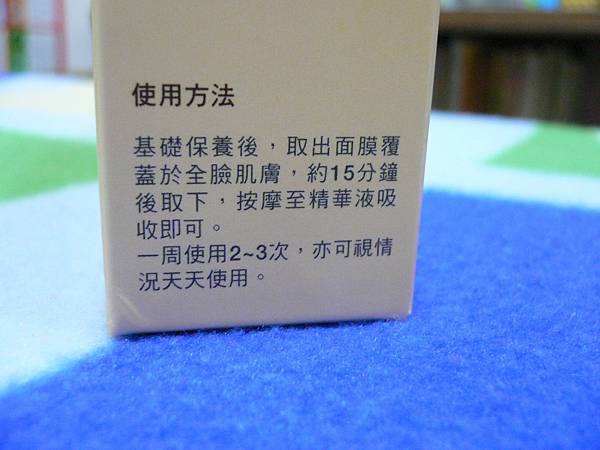 使用方法
基礎保養後，取出面膜覆
蓋於全臉肌膚，約15分鐘
後取下，按摩至精華液吸
收即可。
一周使用2~3次，亦可視情
況天天使用。